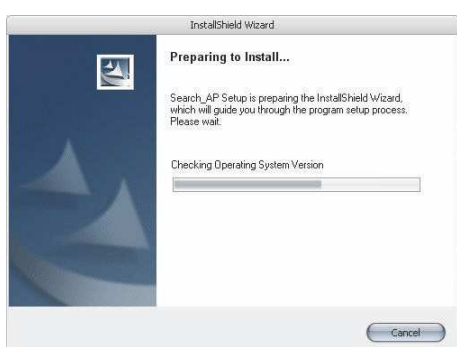 InstallShield Wizard
Preparing to Install...
Search_AP Setup is preparing the InstallShield Wizard,
which will guide you through the program setup process.
Please wait.
Checking Operating System Version
Cancel